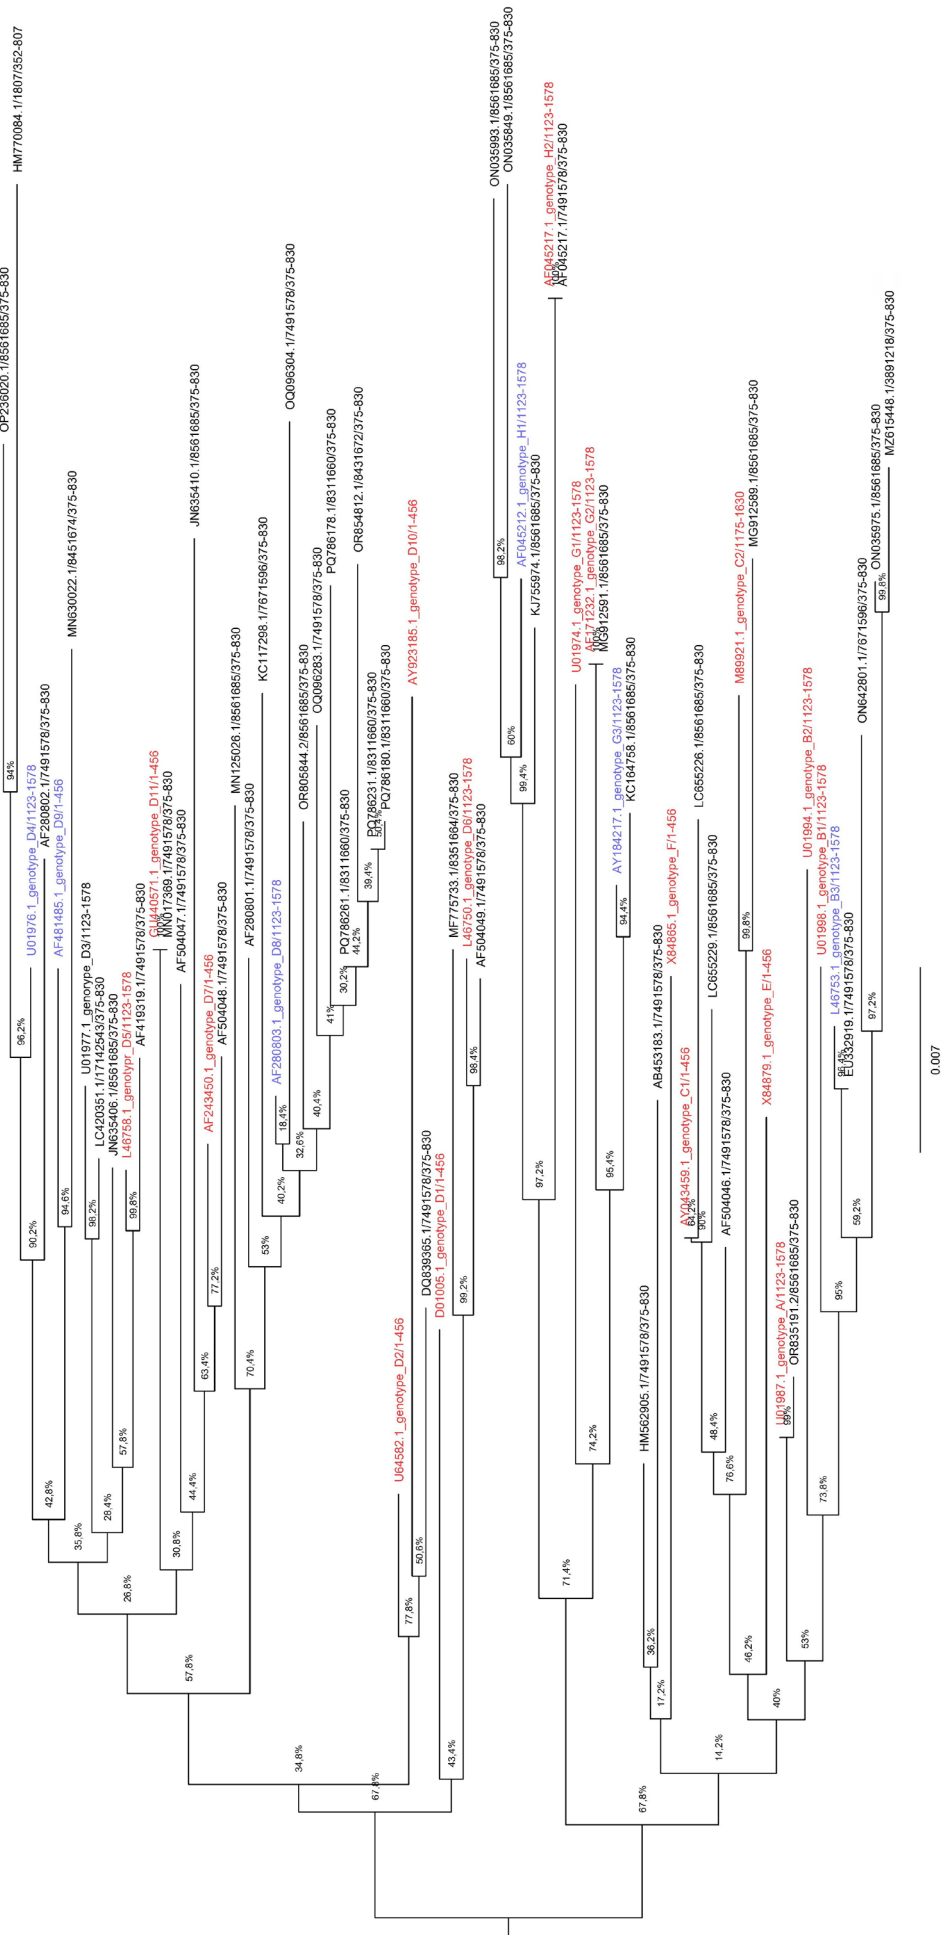 OP236020.1/8561685/375-830
94%
HM770084.1/1807/352-807
96,2%
U01976.1_genotype_D4/1123-1578
90,2%
AF280802.1/7491578/375-830
42,8%
AF481485.1_genotype_D9/1-456
94,6%
MN630022.1/8451674/375-830
35,8%
U01977.1_genorype_D3/1123-1578
98,2%
LC420351.1/17142543/375-830
28,4%
JN635406.1/8561685/375-830
57,8%
L46758.1_genotypr_D5/1123-1578
99,8%
AF419319.1/7491578/375-830
26,8%
GU440571.1_genotype_D11/1-456
100%
MN017369.1/7491578/375-830
30,8%
AF504047.1/7491578/375-830
44,4%
JN635410.1/8561685/375-830
63,4%
AF243450.1_genotype_D7/1-456
77,2%
AF504048.1/7491578/375-830
57,8%
MN125026.1/8561685/375-830
70,4%
AF280801.1/7491578/375-830
53%
KC117298.1/7671596/375-830
40,2%
AF280803.1_genotype_D8/1123-1578
18,4%
OQ096304.1/7491578/375-830
32,6%
OR805844.2/8561685/375-830
40,4%
OQ096283.1/7491578/375-830
41%
PQ786178.1/8311660/375-830
30,2%
PQ786261.1/8311660/375-830
44,2%
OR854812.1/8431672/375-830
39,4%
PQ786231.1/8311660/375-830
50,4%
PQ786180.1/8311660/375-830
34,8%
U64582.1_genotype_D2/1-456
77,8%
AY923185.1_genotype_D10/1-456
50,6%
DQ839365.1/7491578/375-830
67,8%
D01005.1_genotype_D1/1-456
43,4%
MF775733.1/8351664/375-830
99,2%
L46750.1_genotype_D6/1123-1578
98,4%
AF504049.1/7491578/375-830
ON035993.1/8561685/375-830
98,2%
ON035849.1/8561685/375-830
60%
AF045212.1_genotype_H1/1123-1578
99,4%
KJ755974.1/8561685/375-830
97,2%
AF045217.1_genotype_H2/1123-1578
100%
AF045217.1/7491578/375-830
71,4%
U01974.1_genotype_G1/1123-1578
74,2%
AF171232.1_genotype_G2/1123-1578
100%
MG912591.1/8561685/375-830
95,4%
AY184217.1_genotype_G3/1123-1578
94,4%
KC164758.1/8561685/375-830
67,8%
HM562905.1/7491578/375-830
36,2%
AB453183.1/7491578/375-830
17,2%
X84865.1_genotype_F/1-456
14,2%
AY043459.1_genotype_C1/1-456
64,2%
LC655226.1/8561685/375-830
90%
LC655229.1/8561685/375-830
48,4%
AF504046.1/7491578/375-830
76,6%
M89921.1_genotype_C2/1175-1630
99,8%
MG912589.1/8561685/375-830
46,2%
X84879.1_genotype_E/1-456
40%
U01987.1_genotype_A/1123-1578
99%
OR835191.2/8561685/375-830
53%
U01994.1_genotype_B2/1123-1578
73,8%
U01998.1_genotype_B1/1123-1578
95%
L46753.1_genotype_B3/1123-1578
96,4%
EU332919.1/7491578/375-830
59,2%
ON642801.1/7671596/375-830
97,2%
ON035975.1/8561685/375-830
99,8%
MZ615448.1/3891218/375-830
0.007